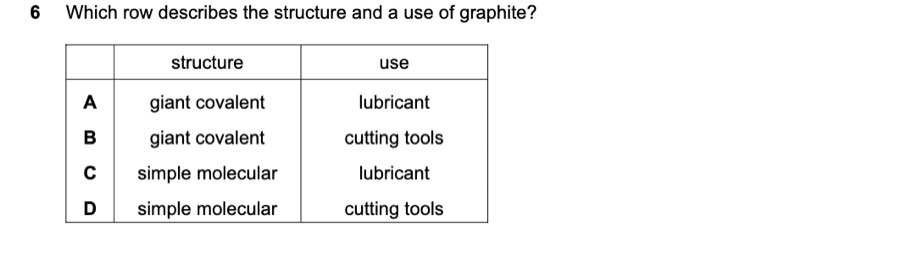 6 Which row describes the structure and a use of graphite?
structure use
A giant covalent lubricant
B giant covalent cutting tools
C simple molecular lubricant
D simple molecular cutting tools